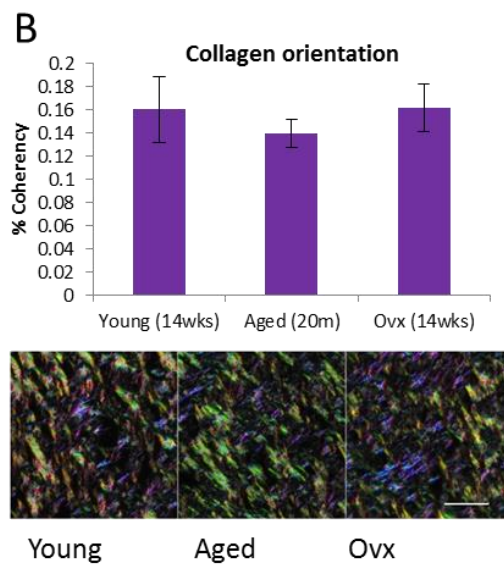 B
Collagen orientation
% Coherency
0.2
0.18
0.16
0.14
0.12
0.1
0.08
0.06
0.04
0.02
0
Young (14wks) Aged (20m) Ovx (14wks)
Young Aged Ovx